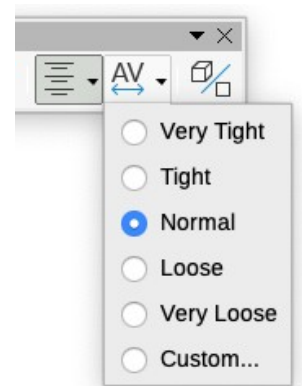 AV
Very Tight
Tight
Normal
Loose
Very Loose
Custom...